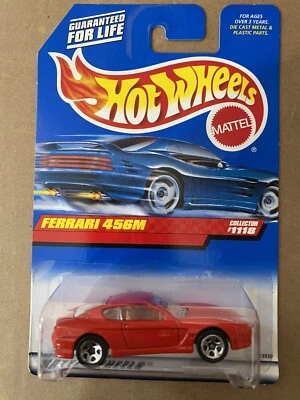 GUARANTEED
FOR LIFE
FOR AGES
OVER 3 YEARS.
DIE CAST METAL &
PLASTIC PARTS.
HOT WHEELS
®
MATTEL
FERRARI 456M
COLLECTOR
#1118